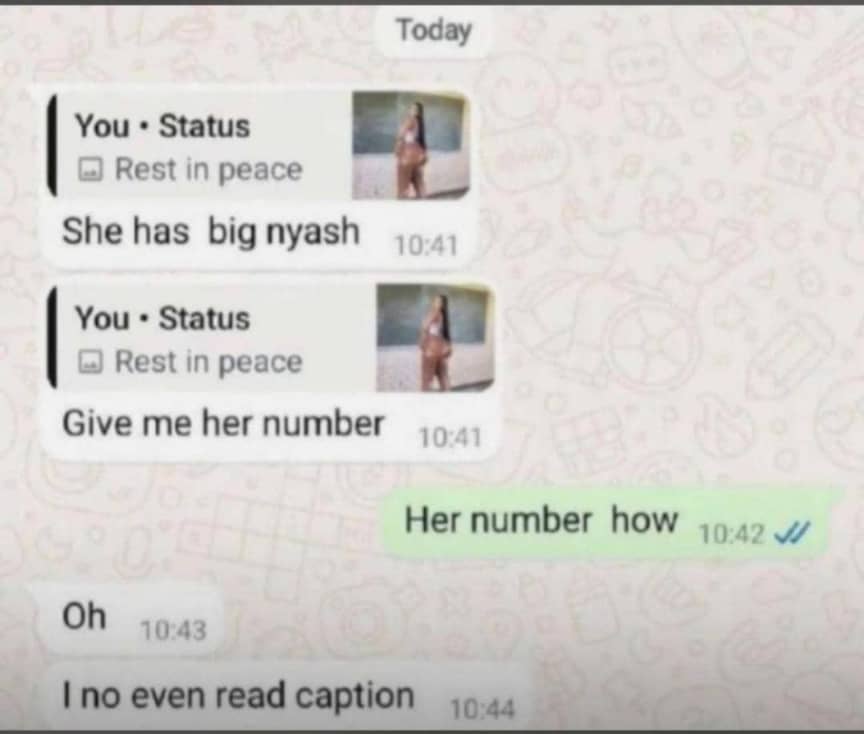 Today
You • Status
Rest in peace
She has big nyash 10:41
You • Status
Rest in peace
Give me her number 10:41
Her number how 10:42
Oh 10:43
I no even read caption 10:44